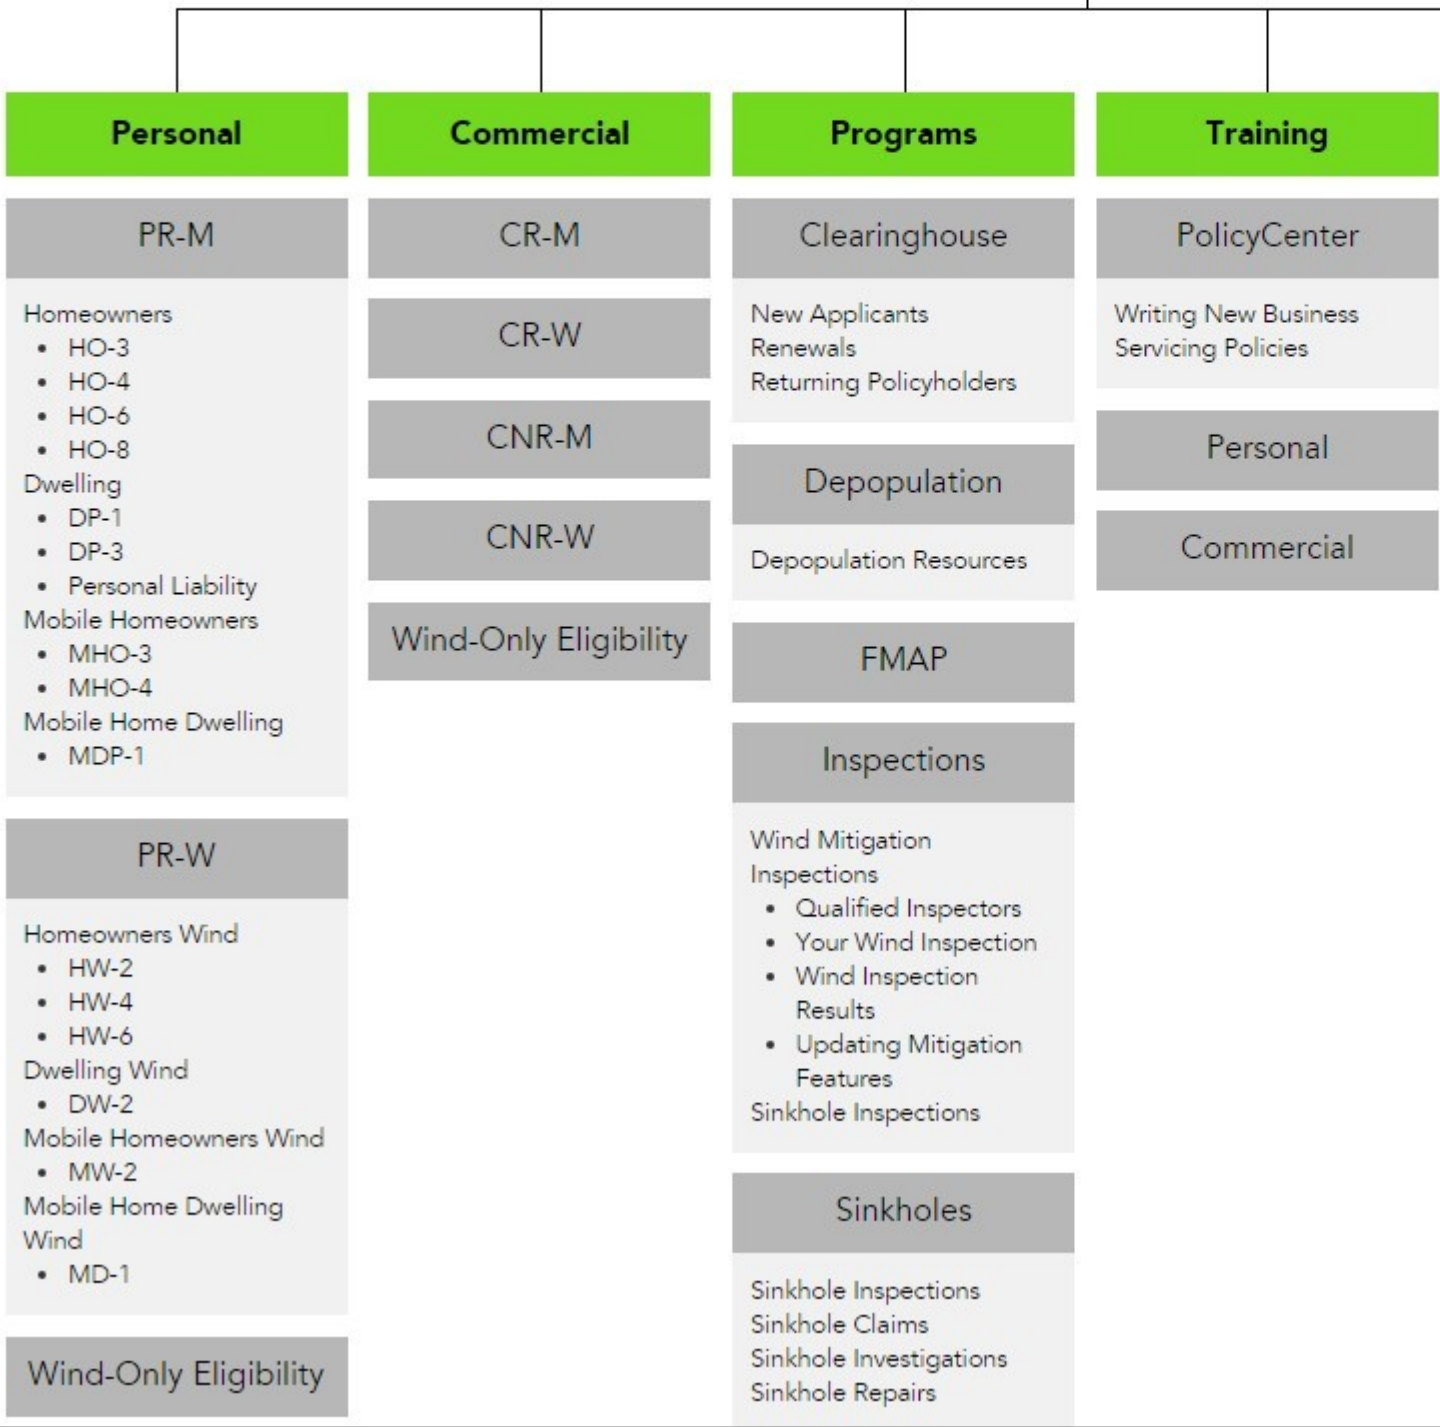 Personal
PR-M
Homeowners
• HO-3
• HO-4
• HO-6
• HO-8
Dwelling
• DP-1
• DP-3
• Personal Liability
Mobile Homeowners
• MHO-3
• MHO-4
Mobile Home Dwelling
• MDP-1
PR-W
Homeowners Wind
• HW-2
• HW-4
• HW-6
Dwelling Wind
• DW-2
Mobile Homeowners Wind
• MW-2
Mobile Home Dwelling
Wind
• MD-1
Wind-Only Eligibility
Commercial
CR-M
CR-W
CNR-M
CNR-W
Wind-Only Eligibility
Programs
Clearinghouse
New Applicants
Renewals
Returning Policyholders
Depopulation
Depopulation Resources
FMAP
Inspections
Wind Mitigation
Inspections
• Qualified Inspectors
• Your Wind Inspection
• Wind Inspection
Results
• Updating Mitigation
Features
Sinkhole Inspections
Sinkholes
Sinkhole Inspections
Sinkhole Claims
Sinkhole Investigations
Sinkhole Repairs
Training
PolicyCenter
Writing New Business
Servicing Policies
Personal
Commercial